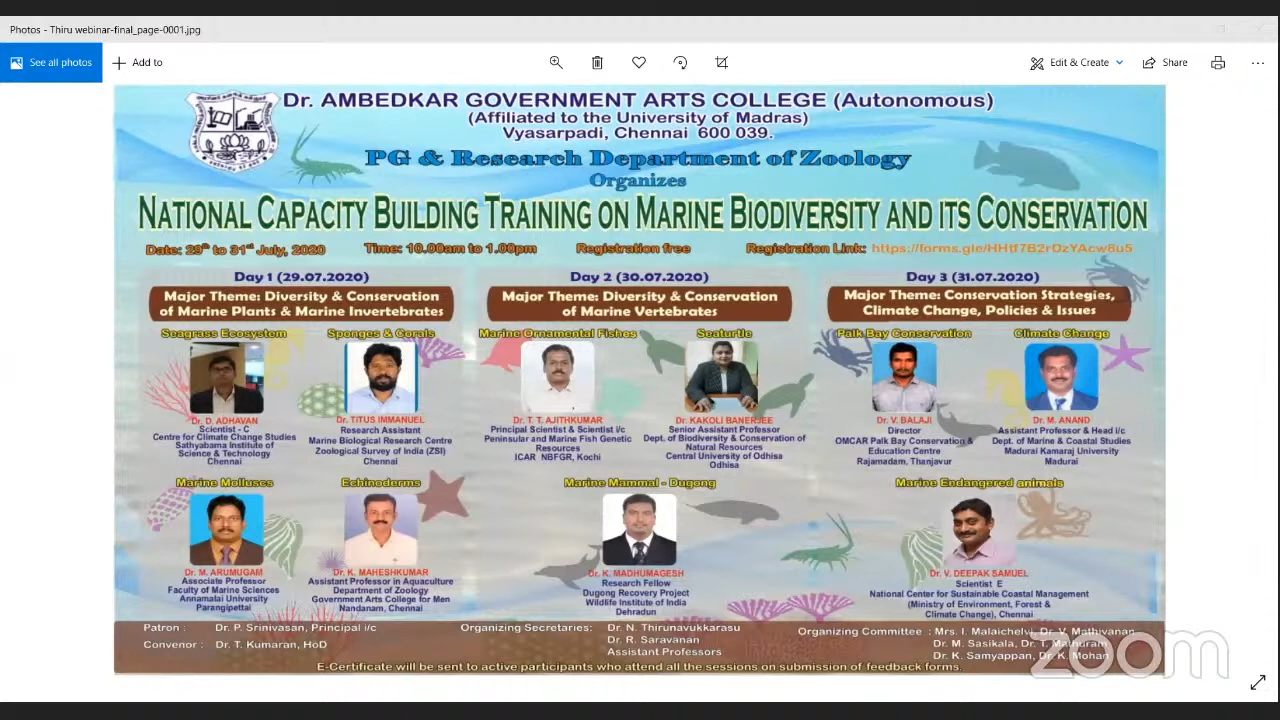 Photos - Thiru webinar-final_page-0001.jpg
See all photos
Add to
Edit & Create
Share
Dr. AMBEDKAR GOVERNMENT ARTS COLLEGE (Autonomous)
(Affiliated to the University of Madras)
Vyasarpadi, Chennai 600 039.
PG & Research Department of Zoology
Organizes
NATIONAL CAPACITY BUILDING TRAINING ON MARINE BIODIVERSITY AND ITS CONSERVATION
Date: 29th to 31st July, 2020 Time: 10.00am to 1.00pm Registration free Registration Link:
Day 1 (29.07.2020)
Major Theme: Diversity & Conservation
of Marine Plants & Marine Invertebrates
Seagrass Ecosystem
Dr. D. ADHAVAN
Scientist - C
Centre for Climate Change Studies
Sathyabama Institute of
Science & Technology
Chennai
Sponges & Corals
Dr. TITUS IMMANUEL
Research Assistant
Marine Biological Research Centre
Zoological Survey of India (ZSI)
Chennai
Marine Molluscs
Dr. M. ARUMUGAM
Associate Professor
Faculty of Marine Sciences
Annamalai University
Parangipettai
Echinoderms
Dr. K. MAHESHKUMAR
Assistant Professor in Aquaculture
Department of Zoology
Government Arts College for Men
Nandanam, Chennai
Day 2 (30.07.2020)
Major Theme: Diversity & Conservation
of Marine Vertebrates
Marine Ornamental Fishes
Dr. T. T. AJITHKUMAR
Principal Scientist & Scientist i/c
Peninsular and Marine Fish Genetic
Resources
ICAR NBFGR, Kochi
Seaturtle
Dr. KAKOLI BANERJEE
Senior Assistant Professor
Dept. of Biodiversity & Conservation of
Natural Resources
Central University of Odhisa
Odhisa
Marine Mammal - Dugong
Dr. K. MADHUMAGESH
Research Fellow
Dugong Recovery Project
Wildlife Institute of India
Dehradun
Day 3 (31.07.2020)
Major Theme: Conservation Strategies,
Climate Change, Policies & Issues
Palk Bay Conservation
Dr. V. BALAJI
Director
OMCAR Palk Bay Conservation &
Education Centre
Rajamadam, Thanjavur
Climate Change
Dr. M. ANAND
Assistant Professor & Head i/c
Dept. of Marine & Coastal Studies
Madurai Kamaraj University
Madurai
Marine Endangered animals
Dr. V. DEEPAK SAMUEL
Scientist E
National Center for Sustainable Coastal Management
(Ministry of Environment, Forest &
Climate Change), Chennai
Patron : Dr. P. Srinivasan, Principal i/c
Convenor : Dr. T. Kumaran, HoD
Organizing Secretaries: Dr. N. Thirunavukkarasu
Dr. R. Saravanan
Assistant Professors
Organizing Committee : Mrs. I. Malaichelvi, Dr. V. Mathivanan
Dr. M. Sasikala, Dr. T. Mathuram
Dr. K. Samyappan, Dr. K. Mohan
E-Certificate will be sent to active participants who attend all the sessions on submission of feedback forms.
zoom